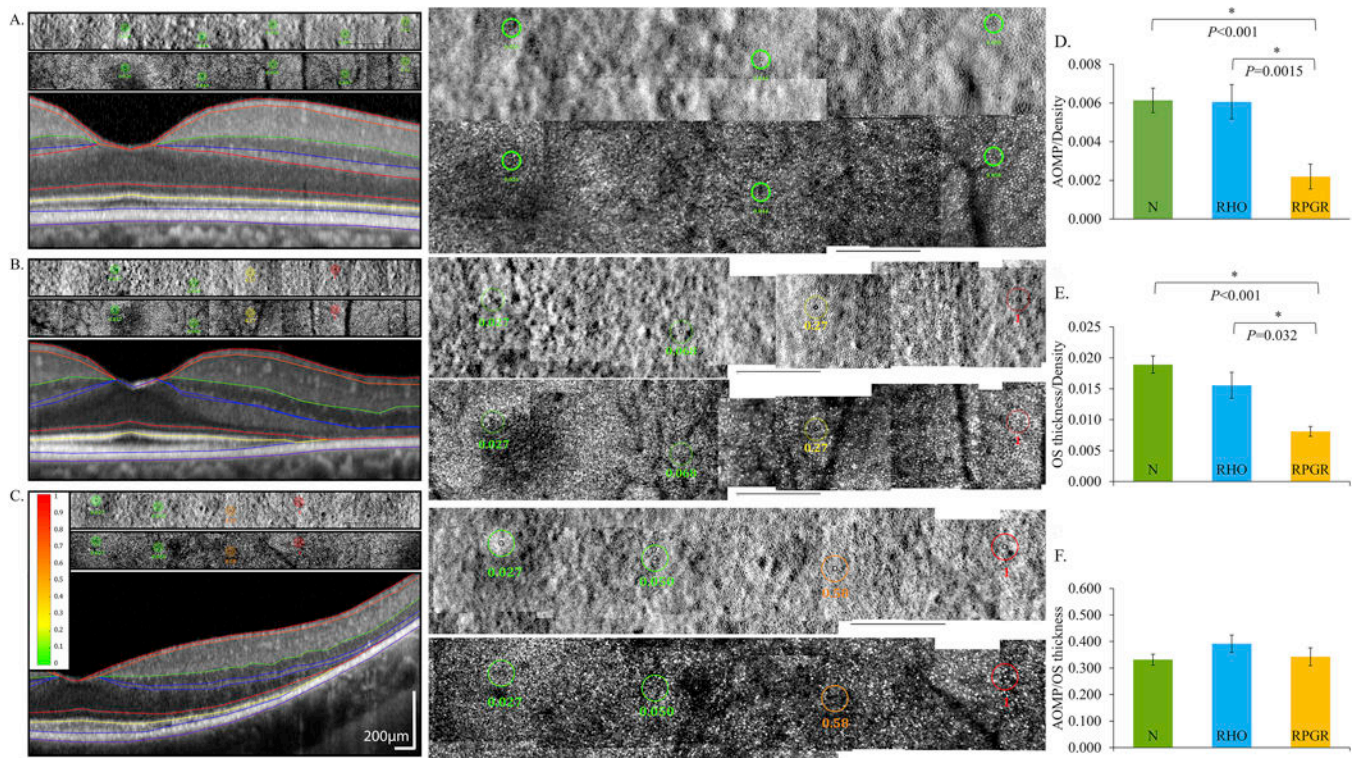 A.
B.
0.027
0.068
0.27
1
0.027
0.068
0.27
1
C.
1
0.9
0.8
0.7
0.6
0.5
0.4
0.3
0.2
0.1
0
200μm
0.027
0.050
0.58
1
0.027
0.050
0.58
1
D.
*
P<0.001
*
P=0.0015
AOMP/Density
0.008
0.006
0.004
0.002
0.000
N
RHO
RPGR
E.
*
P<0.001
*
P=0.032
OS thickness/Density
0.025
0.020
0.015
0.010
0.005
0.000
N
RHO
RPGR
F.
AOMP/OS thickness
0.600
0.500
0.400
0.300
0.200
0.100
0.000
N
RHO
RPGR